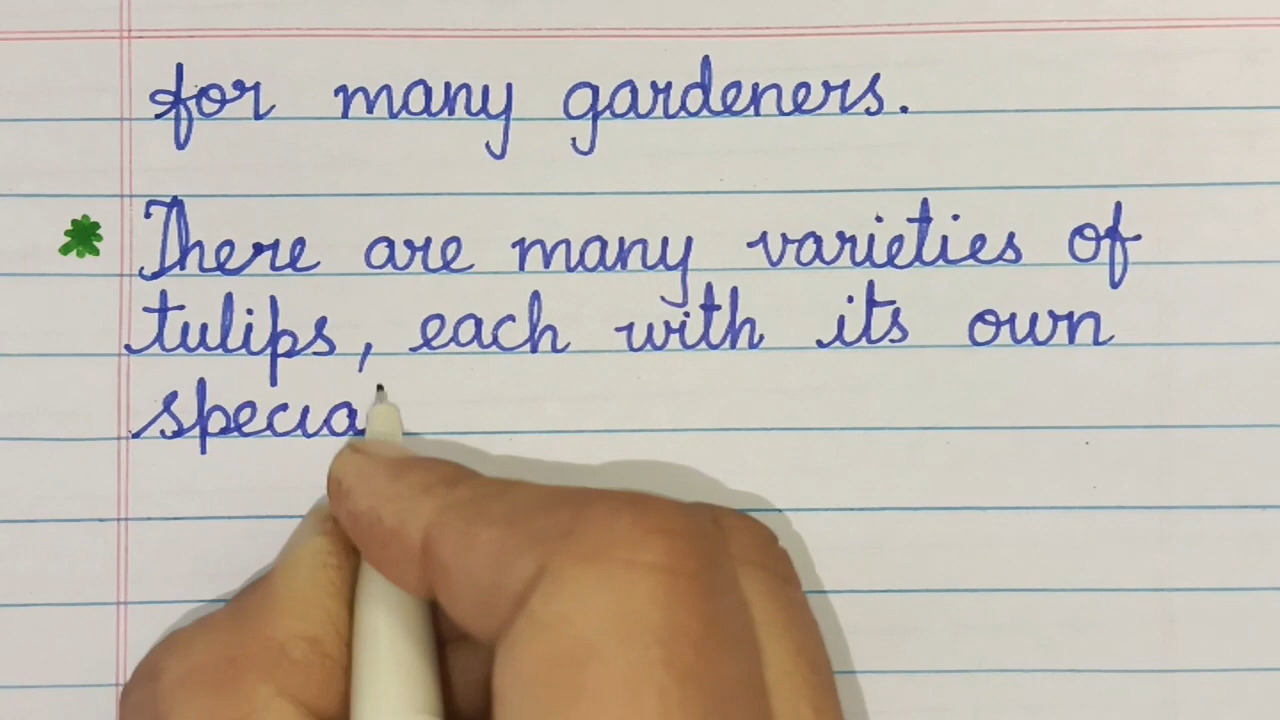 for many gardeners.
There are many varieties of
tulips, each with its own
specia